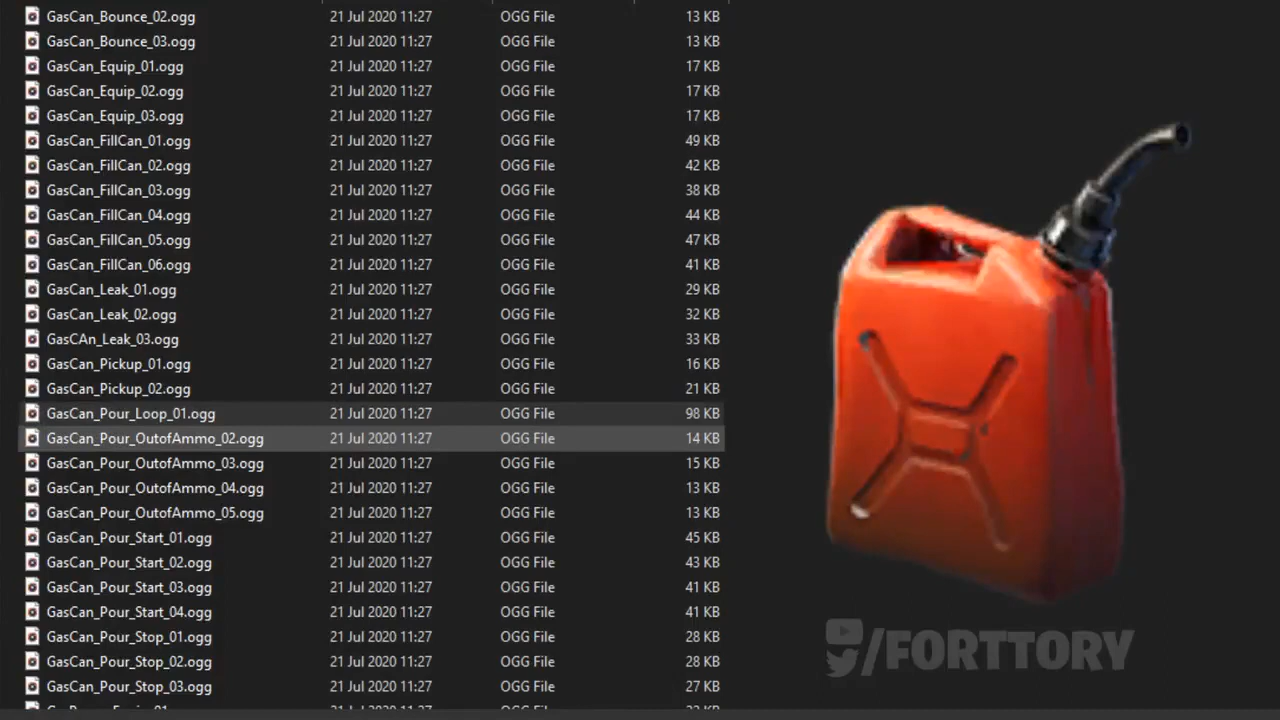 GasCan_Bounce_02.ogg 21 Jul 2020 11:27 OGG File 13 KB
GasCan_Bounce_03.ogg 21 Jul 2020 11:27 OGG File 13 KB
GasCan_Equip_01.ogg 21 Jul 2020 11:27 OGG File 17 KB
GasCan_Equip_02.ogg 21 Jul 2020 11:27 OGG File 17 KB
GasCan_Equip_03.ogg 21 Jul 2020 11:27 OGG File 17 KB
GasCan_FillCan_01.ogg 21 Jul 2020 11:27 OGG File 49 KB
GasCan_FillCan_02.ogg 21 Jul 2020 11:27 OGG File 42 KB
GasCan_FillCan_03.ogg 21 Jul 2020 11:27 OGG File 38 KB
GasCan_FillCan_04.ogg 21 Jul 2020 11:27 OGG File 44 KB
GasCan_FillCan_05.ogg 21 Jul 2020 11:27 OGG File 47 KB
GasCan_FillCan_06.ogg 21 Jul 2020 11:27 OGG File 41 KB
GasCan_Leak_01.ogg 21 Jul 2020 11:27 OGG File 29 KB
GasCan_Leak_02.ogg 21 Jul 2020 11:27 OGG File 32 KB
GasCAn_Leak_03.ogg 21 Jul 2020 11:27 OGG File 33 KB
GasCan_Pickup_01.ogg 21 Jul 2020 11:27 OGG File 16 KB
GasCan_Pickup_02.ogg 21 Jul 2020 11:27 OGG File 21 KB
GasCan_Pour_Loop_01.ogg 21 Jul 2020 11:27 OGG File 98 KB
GasCan_Pour_OutofAmmo_02.ogg 21 Jul 2020 11:27 OGG File 14 KB
GasCan_Pour_OutofAmmo_03.ogg 21 Jul 2020 11:27 OGG File 15 KB
GasCan_Pour_OutofAmmo_04.ogg 21 Jul 2020 11:27 OGG File 13 KB
GasCan_Pour_OutofAmmo_05.ogg 21 Jul 2020 11:27 OGG File 13 KB
GasCan_Pour_Start_01.ogg 21 Jul 2020 11:27 OGG File 45 KB
GasCan_Pour_Start_02.ogg 21 Jul 2020 11:27 OGG File 43 KB
GasCan_Pour_Start_03.ogg 21 Jul 2020 11:27 OGG File 41 KB
GasCan_Pour_Start_04.ogg 21 Jul 2020 11:27 OGG File 41 KB
GasCan_Pour_Stop_01.ogg 21 Jul 2020 11:27 OGG File 28 KB
GasCan_Pour_Stop_02.ogg 21 Jul 2020 11:27 OGG File 28 KB
GasCan_Pour_Stop_03.ogg 21 Jul 2020 11:27 OGG File 27 KB
/FORTTORY